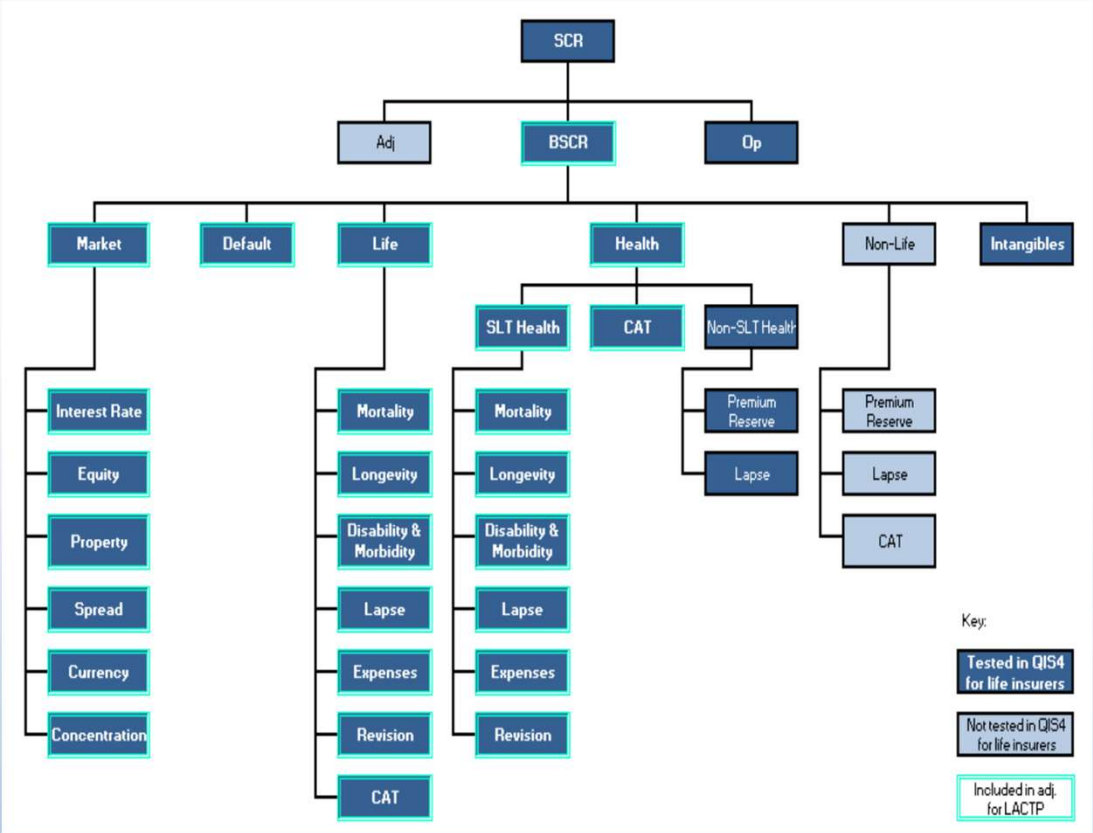 SCR
Adj
BSCR
Op
Market
Default
Life
Health
Non-Life
Intangibles
SLT Health
CAT
Non-SLT Health
Interest Rate
Equity
Property
Spread
Currency
Concentration
Mortality
Longevity
Disability &
Morbidity
Lapse
Expenses
Revision
CAT
Mortality
Longevity
Disability &
Morbidity
Lapse
Expenses
Revision
Premium
Reserve
Lapse
Premium
Reserve
Lapse
CAT
Key:
Tested in QIS4
for life insurers
Not tested in QIS4
for life insurers
Included in adj.
for LACTP